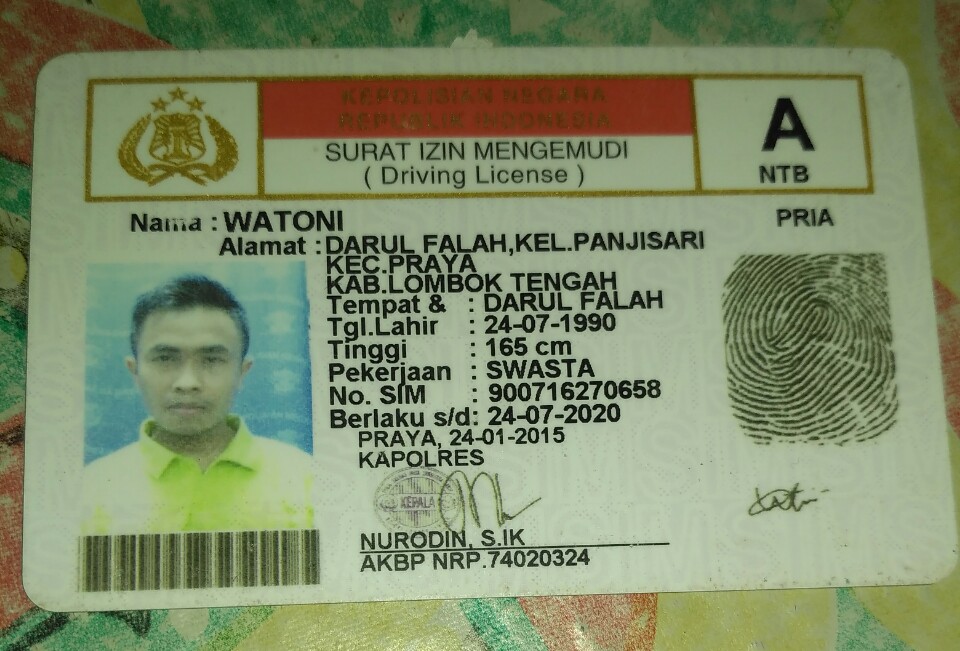 KEPOLISIAN NEGARA
REPUBLIK INDONESIA
SURAT IZIN MENGEMUDI
( Driving License )
A
NTB
Nama : WATONI
PRIA
Alamat : DARUL FALAH,KEL.PANJISARI
KEC.PRAYA
KAB.LOMBOK TENGAH
Tempat & : DARUL FALAH
Tgl.Lahir : 24-07-1990
Tinggi : 165 cm
Pekerjaan : SWASTA
No. SIM : 900716270658
Berlaku s/d: 24-07-2020
PRAYA, 24-01-2015
KAPOLRES
KEPALA
NURODIN, S.IK
AKBP NRP.74020324